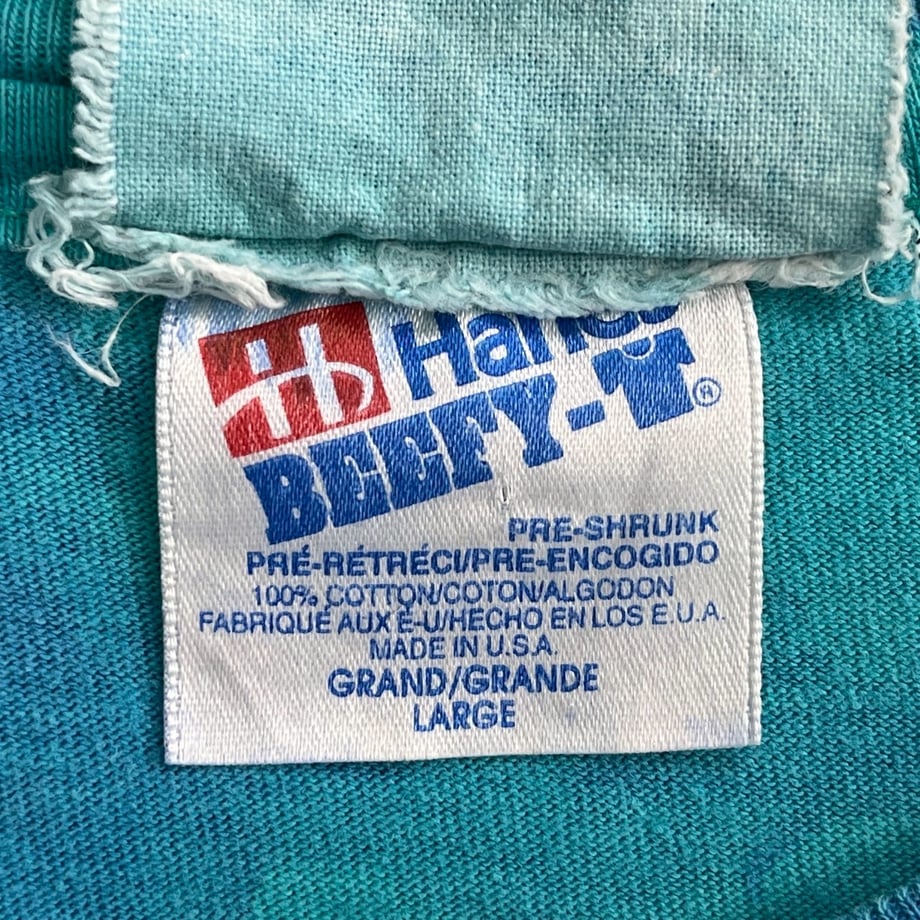 Hanes
BEEFY-T®
PRE-SHRUNK
PRÉ-RÉTRÉCI/PRE-ENCOGIDO
100% COTTON/COTON/ALGODON
FABRIQUÉ AUX É-U/HECHO EN LOS E.U.A.
MADE IN U.S.A.
GRAND/GRANDE
LARGE